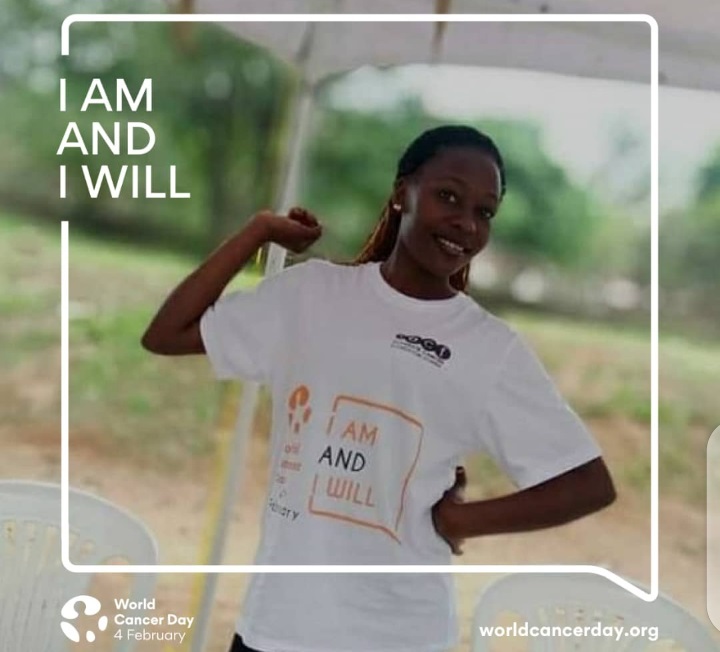 I AM
AND
I WILL
I AM
AND
I WILL
World
Cancer Day
4 February
worldcancerday.org